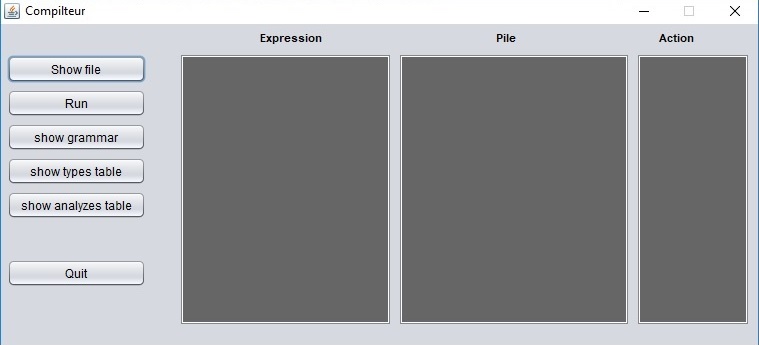 Compilteur
Expression Pile Action
Show file
Run
show grammar
show types table
show analyzes table
Quit